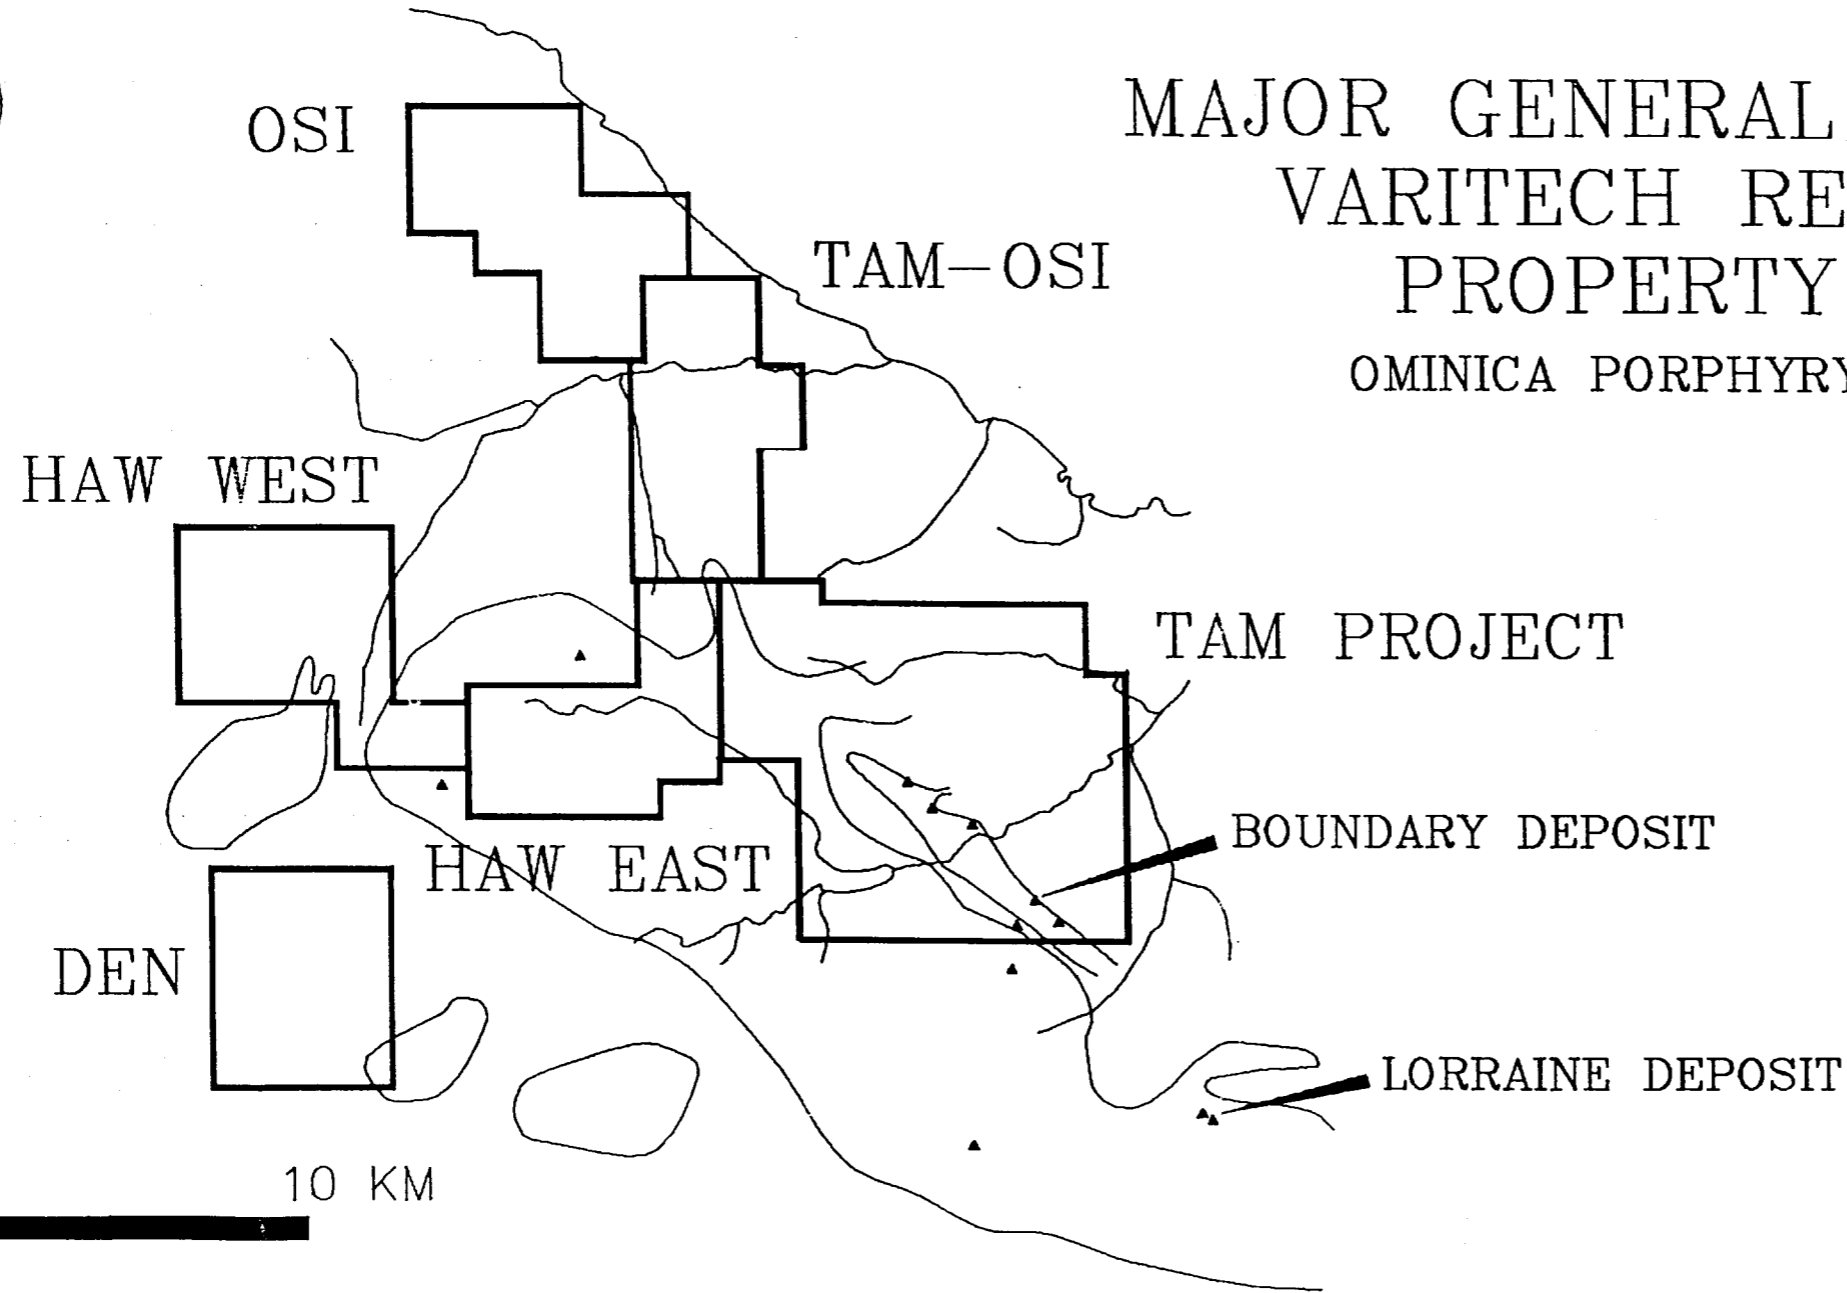 MAJOR GENERAL
VARITECH RE
PROPERTY
OMINICA PORPHYRY
OSI
TAM-OSI
HAW WEST
TAM PROJECT
BOUNDARY DEPOSIT
HAW EAST
DEN
LORRAINE DEPOSIT
10 KM